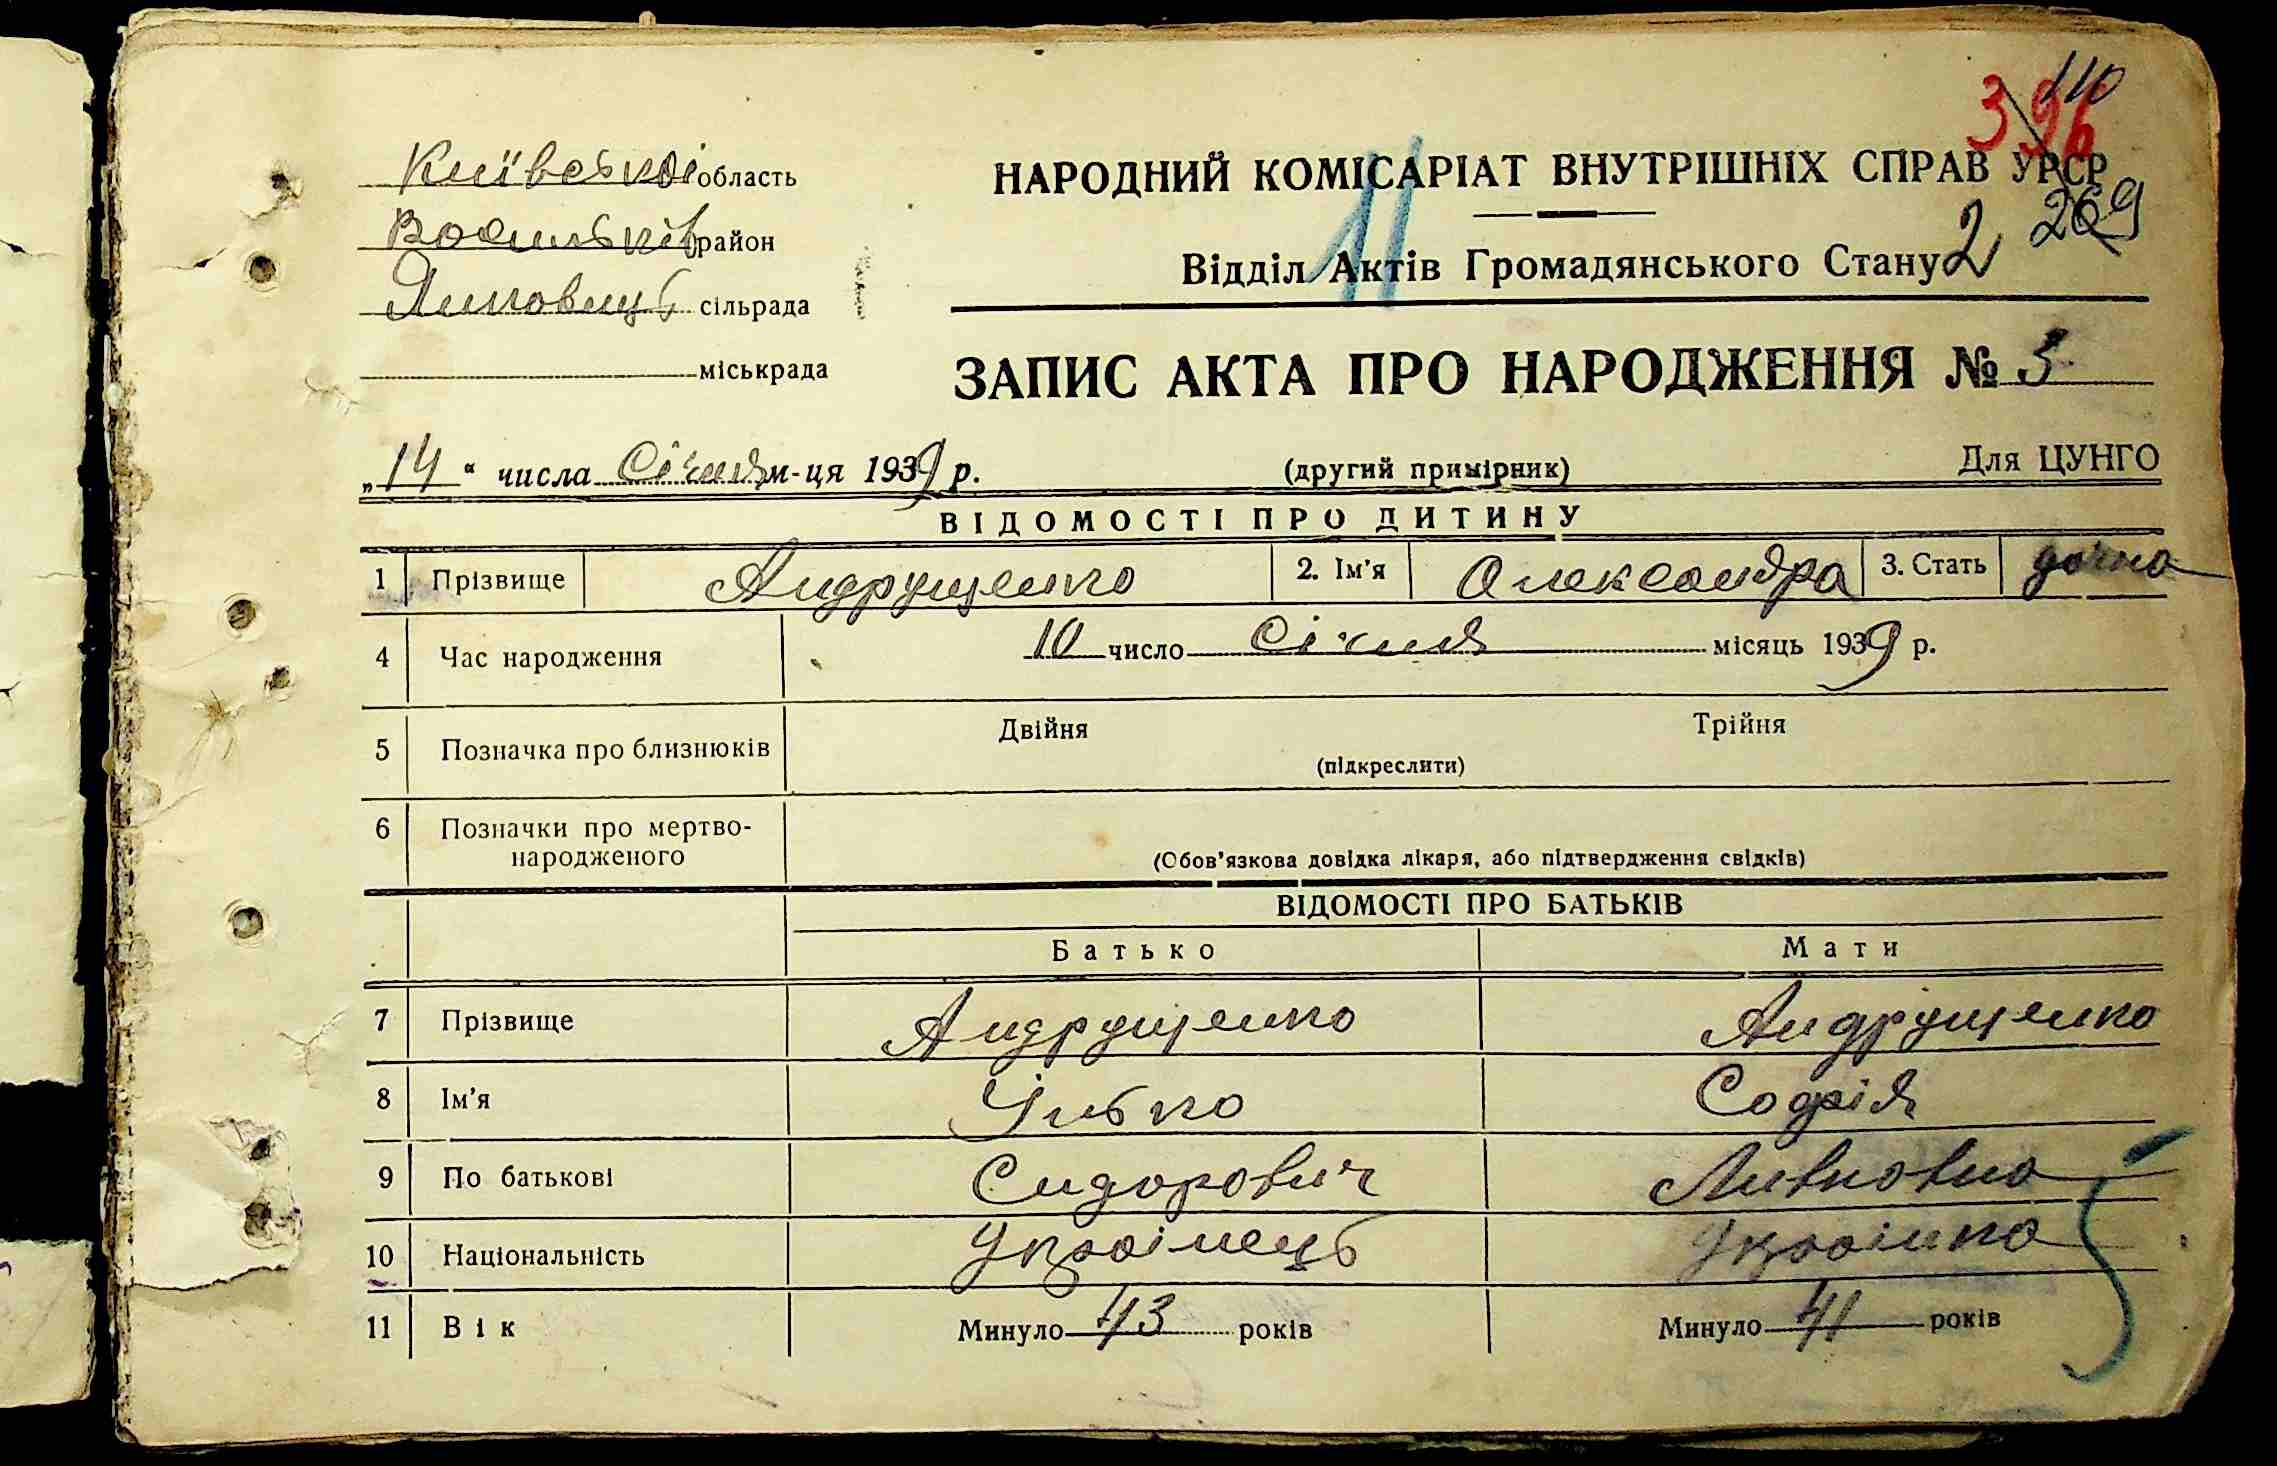 110
396
Київській область
НАРОДНИЙ КОМІСАРІАТ ВНУТРІШНІХ СПРАВ УРСР
район
11
2
269
Відділ Актів Громадянського Стану
сільрада
міськрада
ЗАПИС АКТА ПРО НАРОДЖЕННЯ № 3
„14“ числа Січня м-ця 1939 р.
(другий примірник)
Для ЦУНГО
ВІДОМОСТІ ПРО ДИТИНУ
1 Прізвище Андрущенко 2. Ім'я Олександра 3. Стать дочка
4 Час народження 10 число Січня місяць 1939 р.
5 Позначка про близнюків Двійня Трійня
(підкреслити)
6 Позначки про мертво-
народженого
(Обов'язкова довідка лікаря, або підтвердження свідків)
ВІДОМОСТІ ПРО БАТЬКІВ
Батько Мати
7 Прізвище Андрущенко Андрущенко
8 Ім'я Ілько Софія
9 По батькові Сидорович
10 Національність Українець Українка
11 Вік Минуло 43 років Минуло 41 років